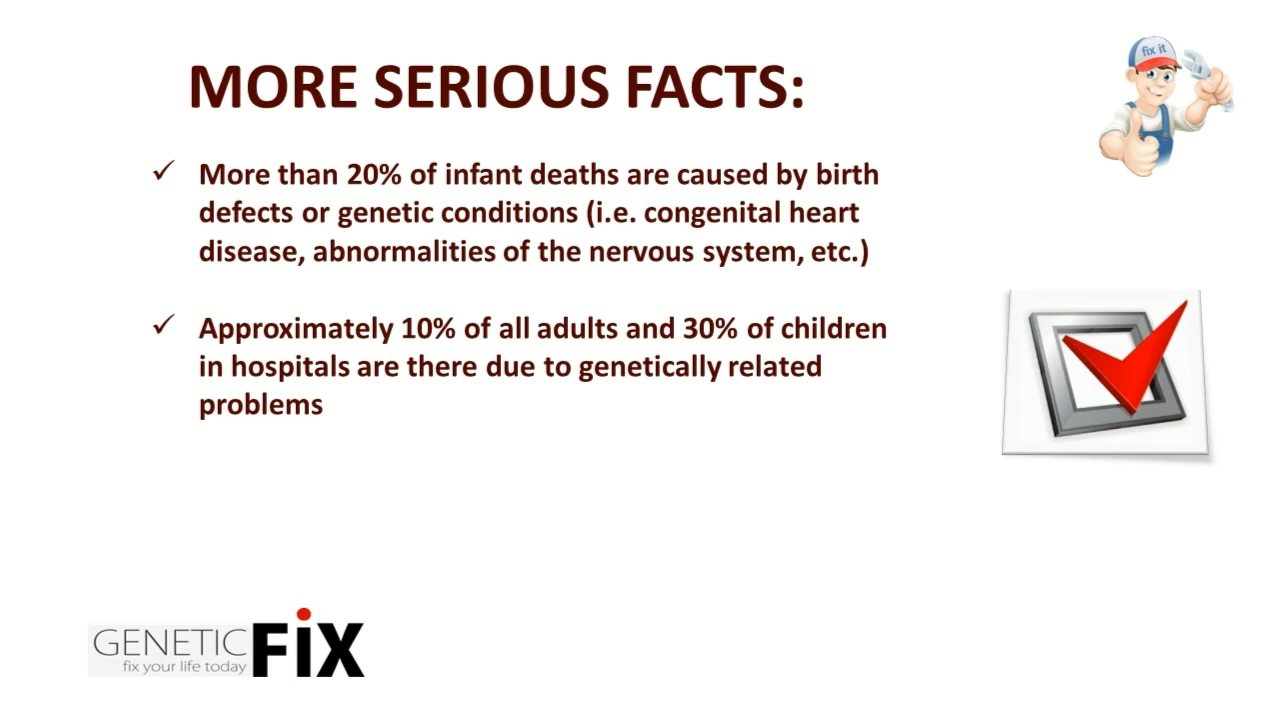 MORE SERIOUS FACTS:
fix it
✓ More than 20% of infant deaths are caused by birth
defects or genetic conditions (i.e. congenital heart
disease, abnormalities of the nervous system, etc.)
✓ Approximately 10% of all adults and 30% of children
in hospitals are there due to genetically related
problems
GENETIC FiX
fix your life today